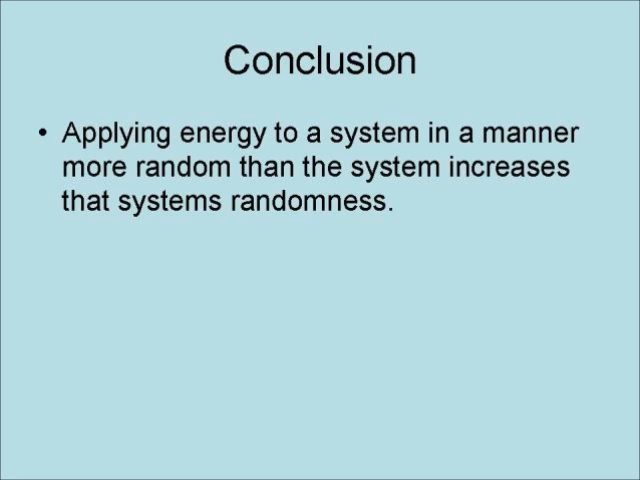 Conclusion
• Applying energy to a system in a manner
more random than the system increases
that systems randomness.